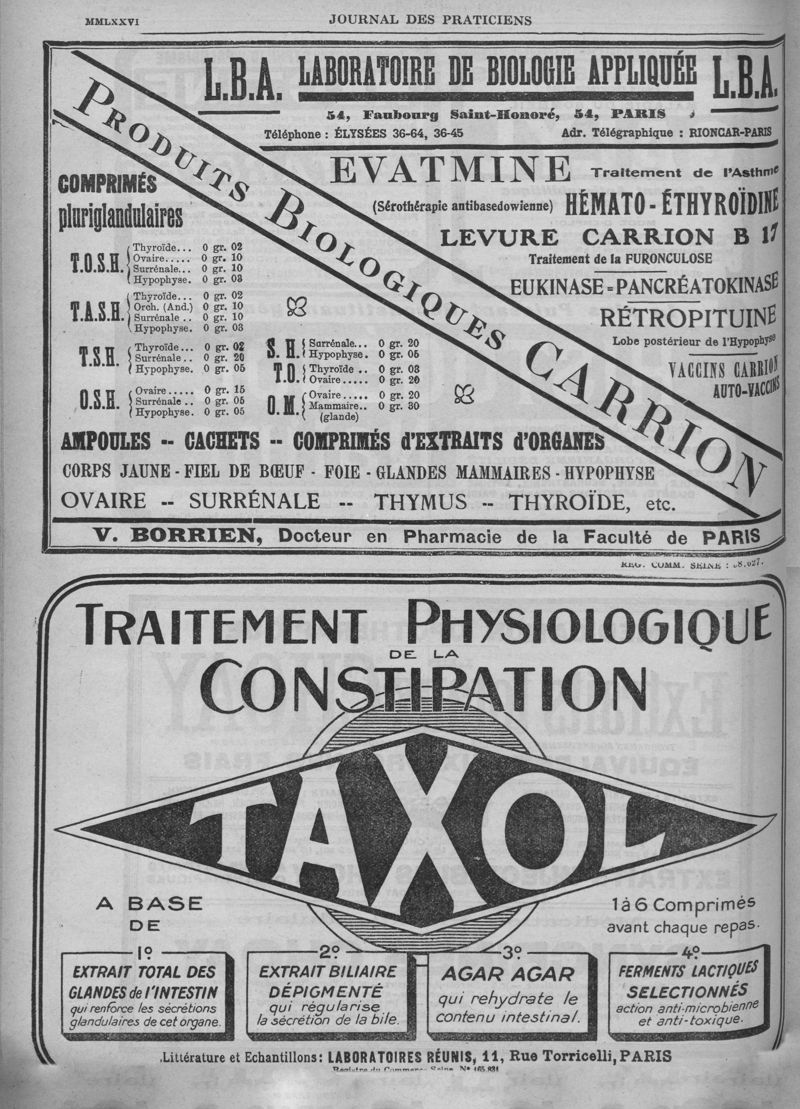 MMLXXVI
JOURNAL DES PRATICIENS
L.B.A. LABORATOIRE DE BIOLOGIE APPLIQUÉE L.B.A.
54, Faubourg Saint-Honoré, 54, PARIS
Téléphone : ÉLYSÉES 36-64, 36-45
Adr. Télégraphique : RIONCAR-PARIS
PRODUITS BIOLOGIQUES CARRION
EVATMINE Traitement de l'Asthme
(Sérothérapie antibasedowienne) HÉMATO-ÉTHYROÏDINE
LEVURE CARRION B 17
Traitement de la FURONCULOSE
EUKINASE=PANCRÉATOKINASE
RÉTROPITUINE
Lobe postérieur de l'Hypophyse
VACCINS CARRION
AUTO-VACCINS
COMPRIMÉS
pluriglandulaires
T.O.S.H.
Thyroïde... 0 gr. 02
Ovaire..... 0 gr. 10
Surrénale... 0 gr. 10
Hypophyse. 0 gr. 03
T.A.S.H.
Thyroïde... 0 gr. 02
Orch. (And.) 0 gr. 10
Surrénale .. 0 gr. 10
Hypophyse. 0 gr. 03
T.S.H.
Thyroïde... 0 gr. 02
Surrénale .. 0 gr. 20
Hypophyse. 0 gr. 05
O.S.H.
Ovaire..... 0 gr. 15
Surrénale .. 0 gr. 05
Hypophyse. 0 gr. 05
S.H.
Surrénale... 0 gr. 20
Hypophyse. 0 gr. 05
T.O.
Thyroïde .. 0 gr. 03
Ovaire..... 0 gr. 20
O.M.
Ovaire..... 0 gr. 20
Mammaire.. 0 gr. 30
(glande)
AMPOULES -- CACHETS -- COMPRIMÉS d'EXTRAITS d'ORGANES
CORPS JAUNE - FIEL DE BŒUF - FOIE - GLANDES MAMMAIRES - HYPOPHYSE
OVAIRE -- SURRÉNALE -- THYMUS -- THYROÏDE, etc.
V. BORRIEN, Docteur en Pharmacie de la Faculté de PARIS
REG. COMM. SEINE :
TRAITEMENT PHYSIOLOGIQUE
DE LA
CONSTIPATION
TAXOL
A BASE
DE
1 à 6 Comprimés
avant chaque repas.
1º
EXTRAIT TOTAL DES
GLANDES de l'INTESTIN
qui renforce les sécrétions
glandulaires de cet organe.
2º
EXTRAIT BILIAIRE
DÉPIGMENTÉ
qui régularise
la sécrétion de la bile.
3º
AGAR AGAR
qui rehydrate le
contenu intestinal.
4º
FERMENTS LACTIQUES
SELECTIONNÉS
action anti-microbienne
et anti-toxique.
Littérature et Echantillons: LABORATOIRES RÉUNIS, 11, Rue Torricelli, PARIS
Registre du Commerce Seine, Nº 165.831